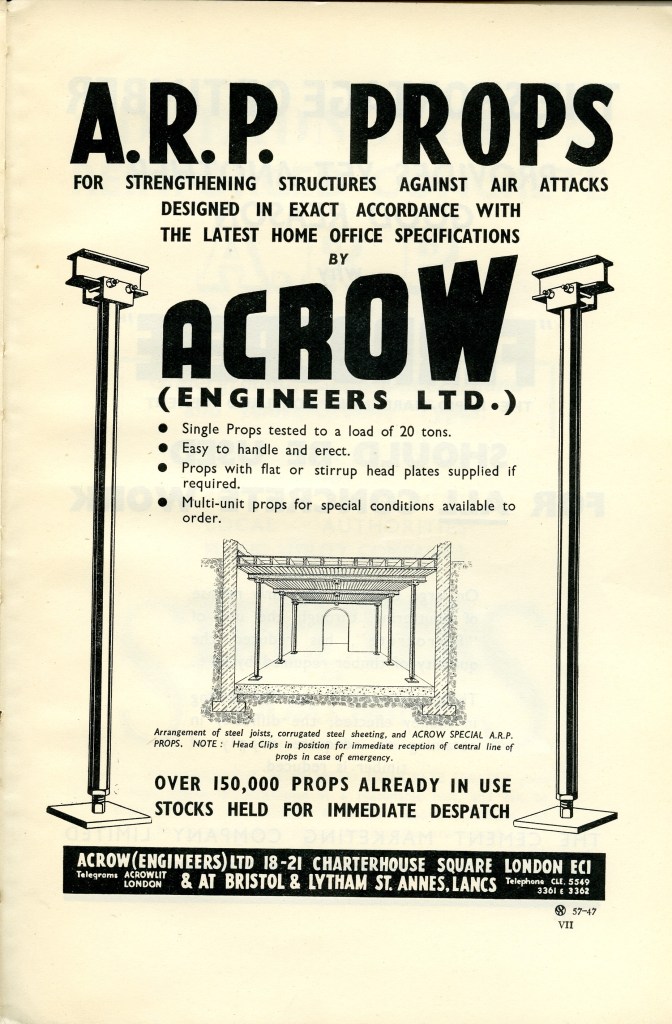 A.R.P. PROPS
FOR STRENGTHENING STRUCTURES AGAINST AIR ATTACKS
DESIGNED IN EXACT ACCORDANCE WITH
THE LATEST HOME OFFICE SPECIFICATIONS
BY
ACROW
(ENGINEERS LTD.)
● Single Props tested to a load of 20 tons.
● Easy to handle and erect.
● Props with flat or stirrup head plates supplied if
required.
● Multi-unit props for special conditions available to
order.
Arrangement of steel joists, corrugated steel sheeting, and ACROW SPECIAL A.R.P.
PROPS. NOTE: Head Clips in position for immediate reception of central line of
props in case of emergency.
OVER 150,000 PROPS ALREADY IN USE
STOCKS HELD FOR IMMEDIATE DESPATCH
ACROW (ENGINEERS) LTD 18-21 CHARTERHOUSE SQUARE LONDON EC1
Telegrams ACROWLIT LONDON & AT BRISTOL & LYTHAM ST. ANNES, LANCS Telephone CLE. 5549
3361 & 3362
57-47
VII